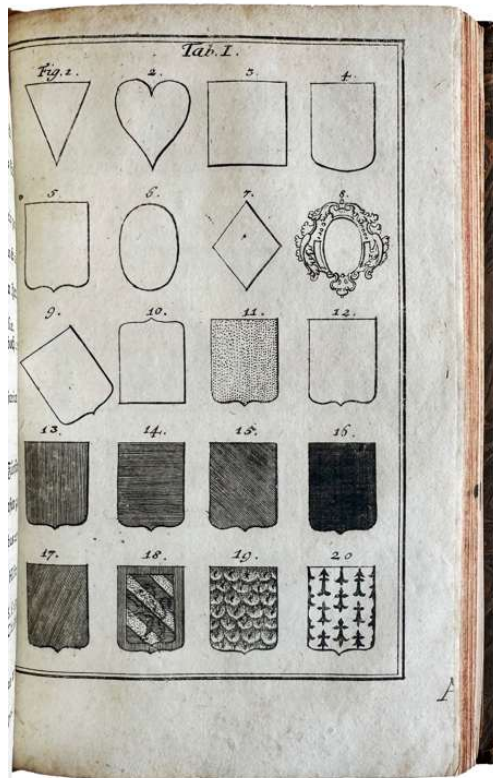 Tab. I.
Fig. 1. 2. 3. 4.
5. 6. 7. 8.
9. 10. 11. 12.
13. 14. 15. 16.
17. 18. 19. 20
A